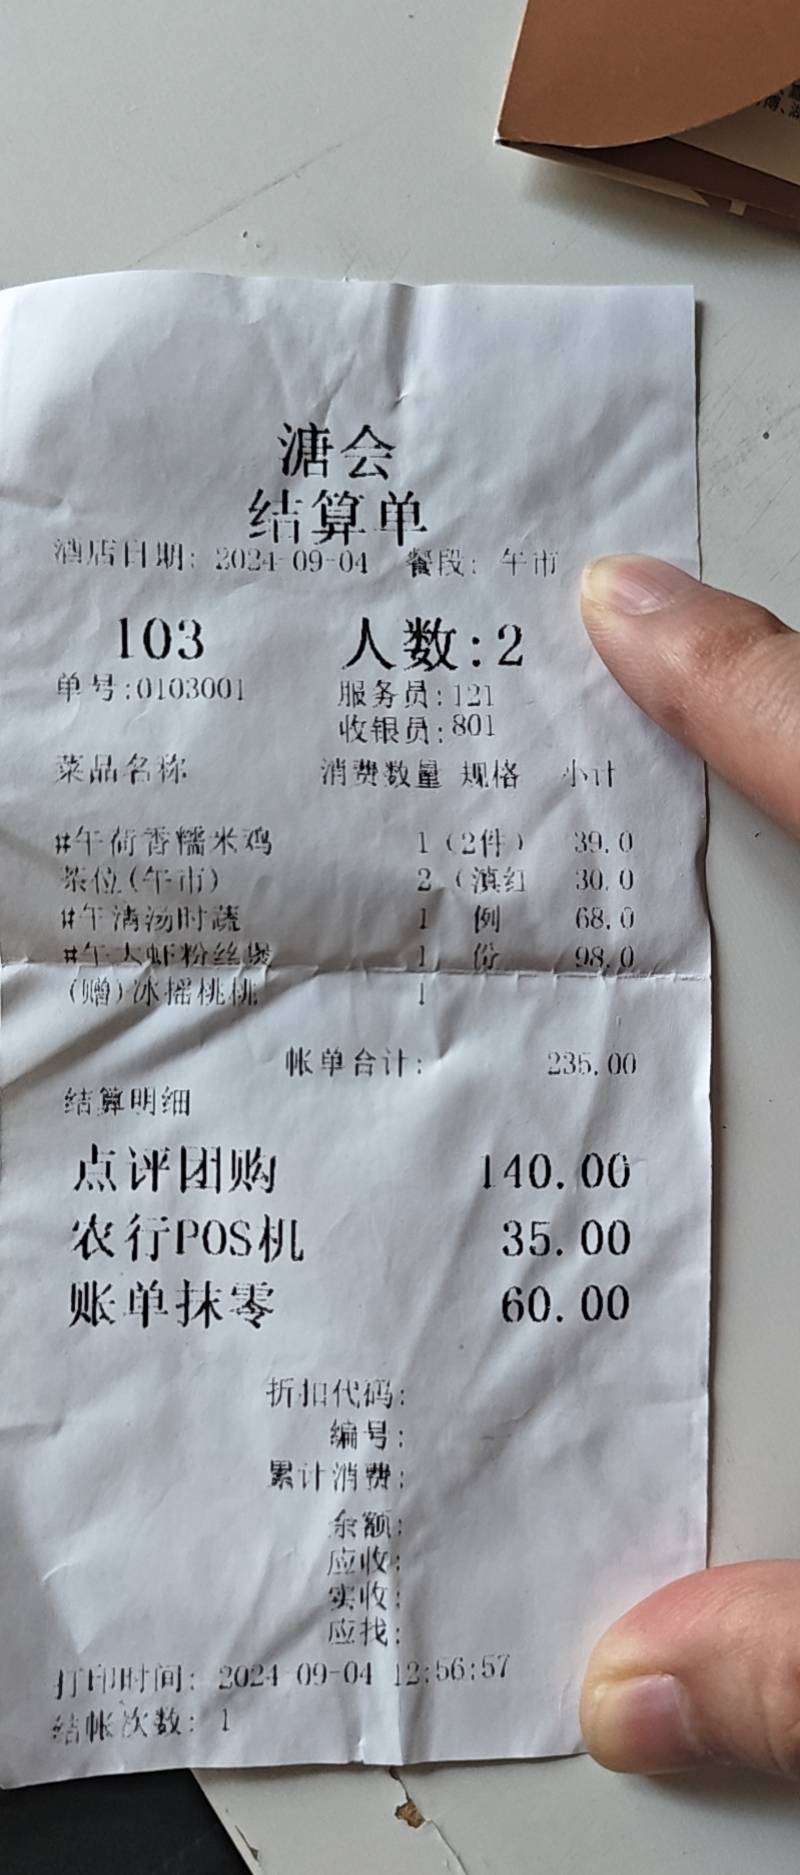 溏会
结算单
酒店日期: 2024-09-04 餐段: 午市
103 人数:2
单号:0103001 服务员:121
收银员:801
菜品名称 消费数量 规格 小计
#午荷香糯米鸡 1 (2件) 39.0
茶位(午市) 2 (滇红 30.0
#午清汤时蔬 1 例 68.0
#午大虾粉丝煲 1 份 98.0
(赠)冰摇桃桃 1
帐单合计: 235.00
结算明细
点评团购 140.00
农行POS机 35.00
账单抹零 60.00
折扣代码:
编号:
累计消费:
余额:
应收:
实收:
应找:
打印时间: 2024-09-04 12:56:57
结帐次数: 1